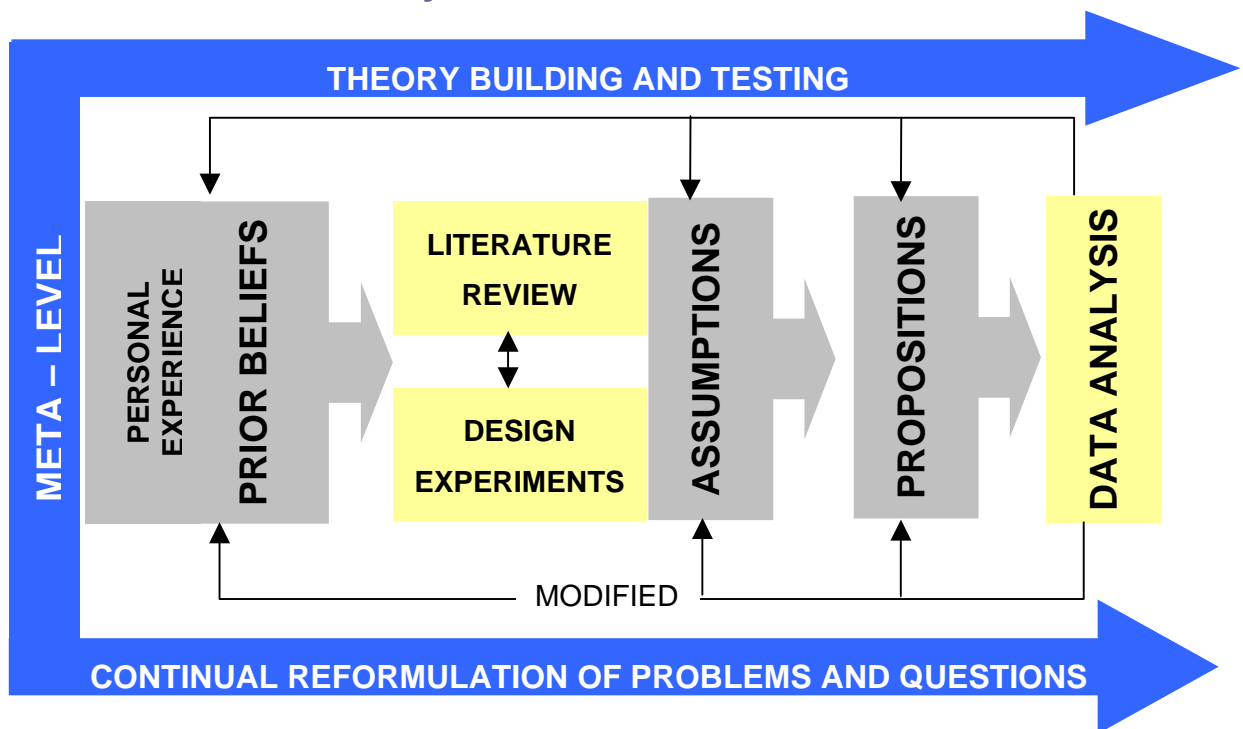 THEORY BUILDING AND TESTING
META – LEVEL
PERSONAL
EXPERIENCE
PRIOR BELIEFS
LITERATURE
REVIEW
DESIGN
EXPERIMENTS
ASSUMPTIONS
PROPOSITIONS
DATA ANALYSIS
MODIFIED
CONTINUAL REFORMULATION OF PROBLEMS AND QUESTIONS